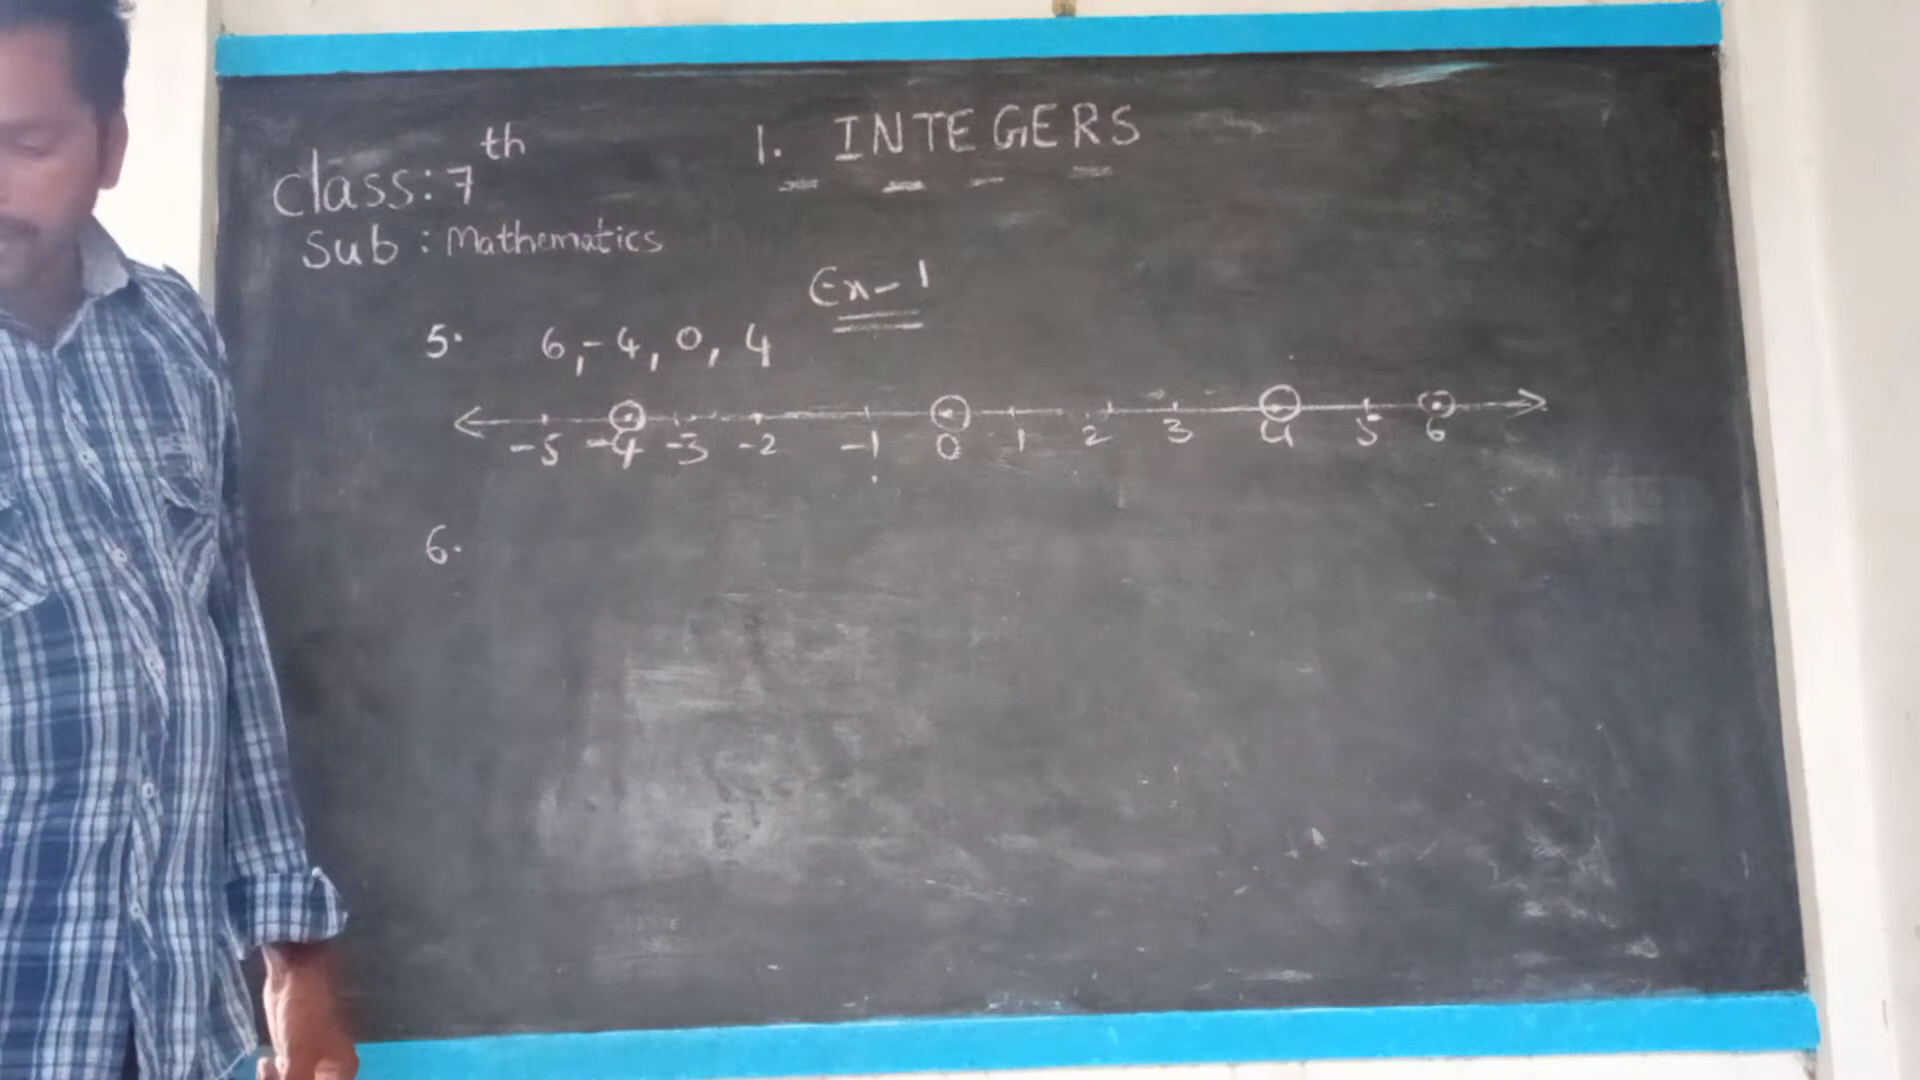 1. INTEGERS
class: 7th
Sub : Mathematics
Ex-1
5. 6, -4, 0, 4
-5 -4 -3 -2 -1 0 1 2 3 4 5 6
6.